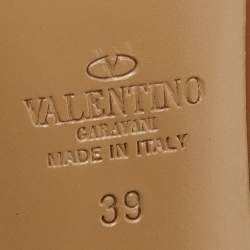 VALENTINO
GARAVANI
MADE IN ITALY
39